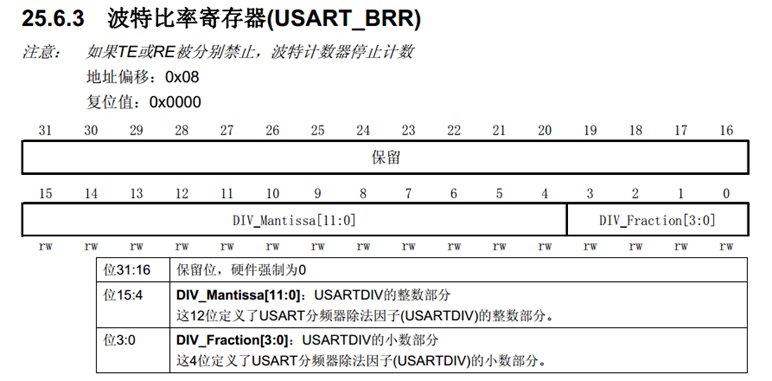 25.6.3 波特比率寄存器(USART_BRR)
注意： 如果TE或RE被分别禁止，波特计数器停止计数
地址偏移：0x08
复位值：0x0000
31 30 29 28 27 26 25 24 23 22 21 20 19 18 17 16
保留
15 14 13 12 11 10 9 8 7 6 5 4 3 2 1 0
DIV_Mantissa[11:0] DIV_Fraction[3:0]
rw rw rw rw rw rw rw rw rw rw rw rw rw rw rw rw
位31:16 保留位，硬件强制为0
位15:4 DIV_Mantissa[11:0]：USARTDIV的整数部分
这12位定义了USART分频器除法因子(USARTDIV)的整数部分。
位3:0 DIV_Fraction[3:0]：USARTDIV的小数部分
这4位定义了USART分频器除法因子(USARTDIV)的小数部分。